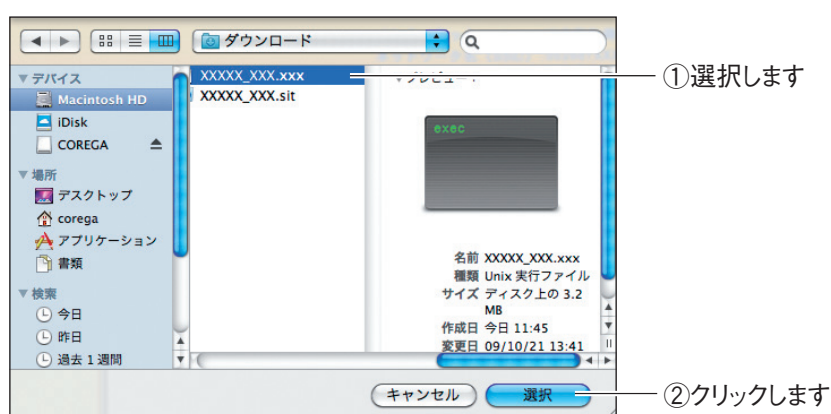 ダウンロード
デバイス
Macintosh HD
iDisk
COREGA
場所
デスクトップ
corega
アプリケーション
書類
検索
今日
昨日
過去 1 週間
XXXXX_XXX.xxx
XXXXX_XXX.sit
プレビュー:
exec
名前 XXXXX_XXX.xxx
種類 Unix 実行ファイル
サイズ ディスク上の 3.2
MB
作成日 今日 11:45
変更日 09/10/21 13:41
キャンセル
選択
①選択します
②クリックします